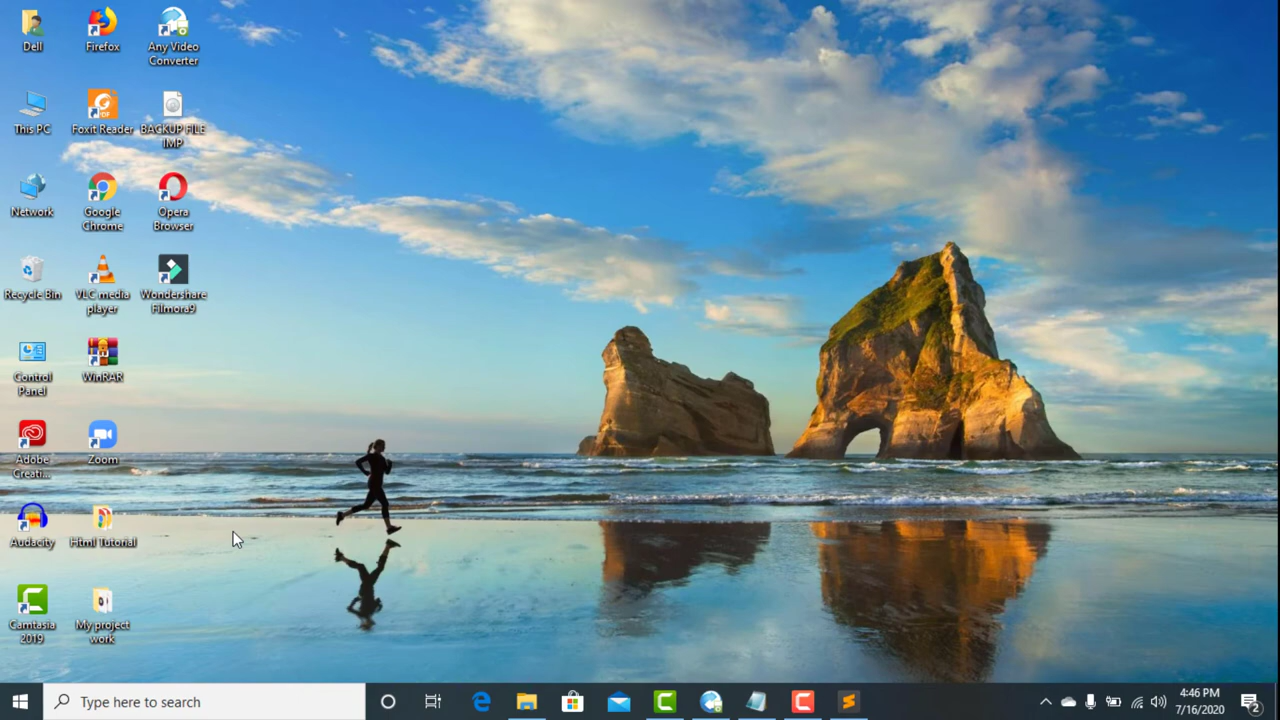 Dell
Firefox
Any Video
Converter
This PC
Foxit Reader
BACKUP FILE
IMP
Network
Google
Chrome
Opera
Browser
Recycle Bin
VLC media
player
Wondershare
Filmora9
Control
Panel
WinRAR
Adobe
Creati...
Zoom
Audacity
Html Tutorial
Camtasia
2019
My project
work
Type here to search
4:46 PM
7/16/2020
2